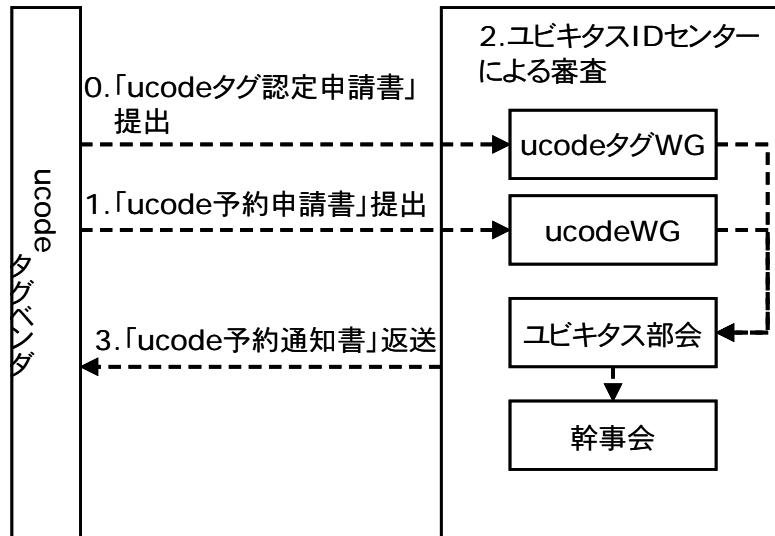 ucode
タグベンダ
0.「ucodeタグ認定申請書」
提出
1.「ucode予約申請書」提出
3.「ucode予約通知書」返送
2.ユビキタスIDセンター
による審査
ucodeタグWG
ucodeWG
ユビキタス部会
幹事会